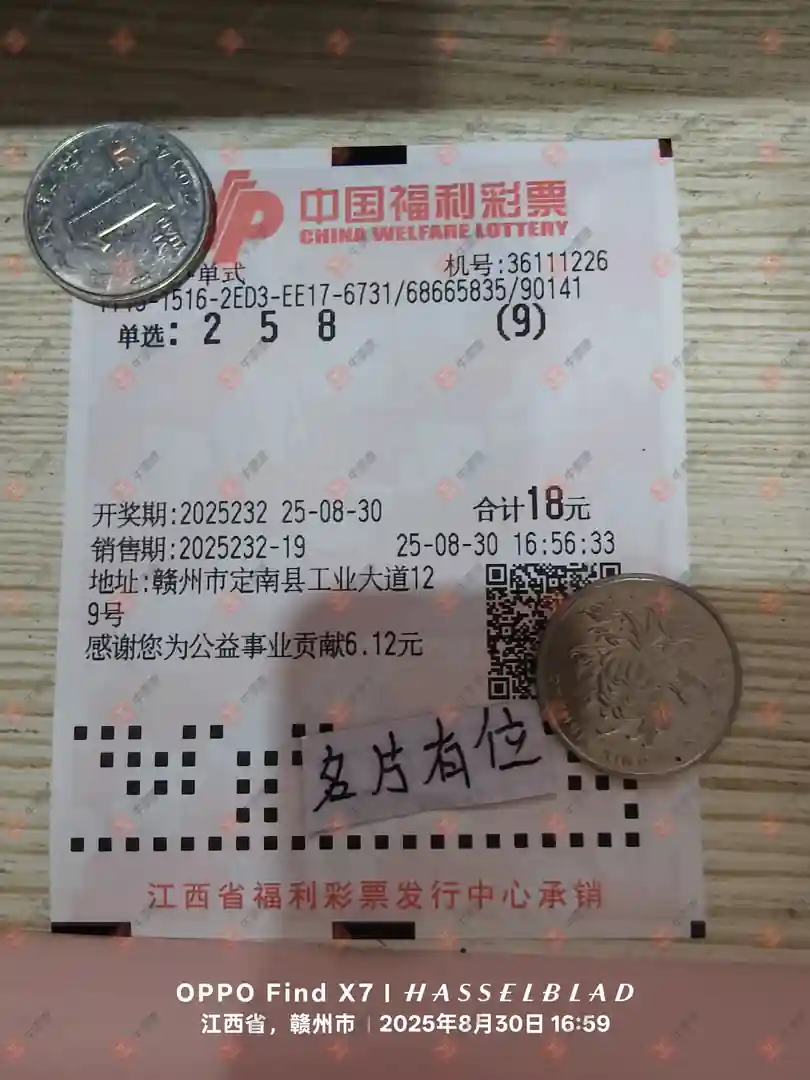 中国福利彩票
CHINA WELFARE LOTTERY
单式 机号:36111226
1516-2ED3-EE17-6731/68665835/90141
单选: 2 5 8 (9)
开奖期:2025232 25-08-30 合计18元
销售期:2025232-19 25-08-30 16:56:33
地址:赣州市定南县工业大道12
9号
感谢您为公益事业贡献6.12元
名片有位
江西省福利彩票发行中心承销
OPPO Find X7 | HASSELBLAD
江西省，赣州市 | 2025年8月30日 16:59